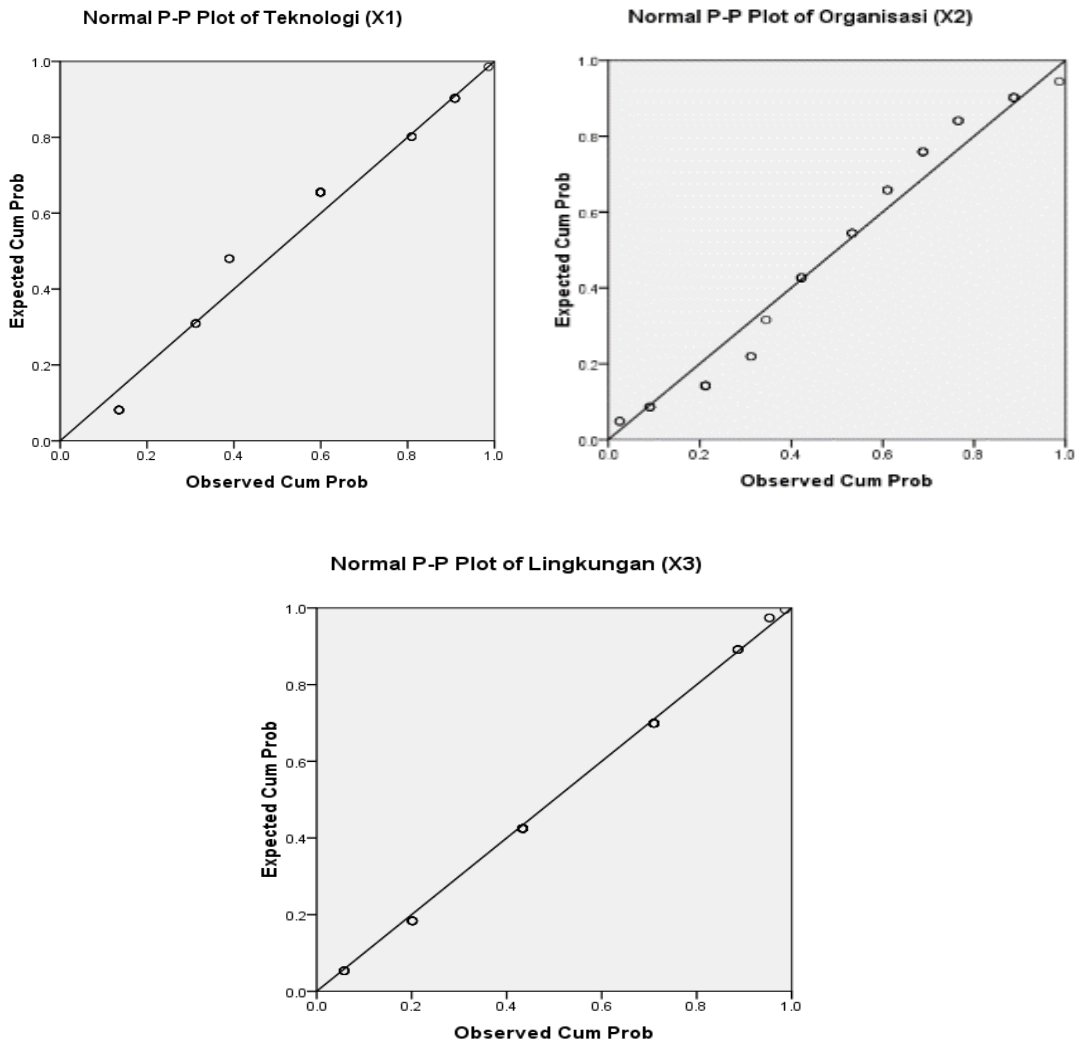 Normal P-P Plot of Teknologi (X1)
1.0
0.8
0.6
0.4
0.2
0.0
Expected Cum Prob
0.0 0.2 0.4 0.6 0.8 1.0
Observed Cum Prob
Normal P-P Plot of Organisasi (X2)
1.0
0.8
0.6
0.4
0.2
0.0
Expected Cum Prob
0.0 0.2 0.4 0.6 0.8 1.0
Observed Cum Prob
Normal P-P Plot of Lingkungan (X3)
1.0
0.8
0.6
0.4
0.2
0.0
Expected Cum Prob
0.0 0.2 0.4 0.6 0.8 1.0
Observed Cum Prob